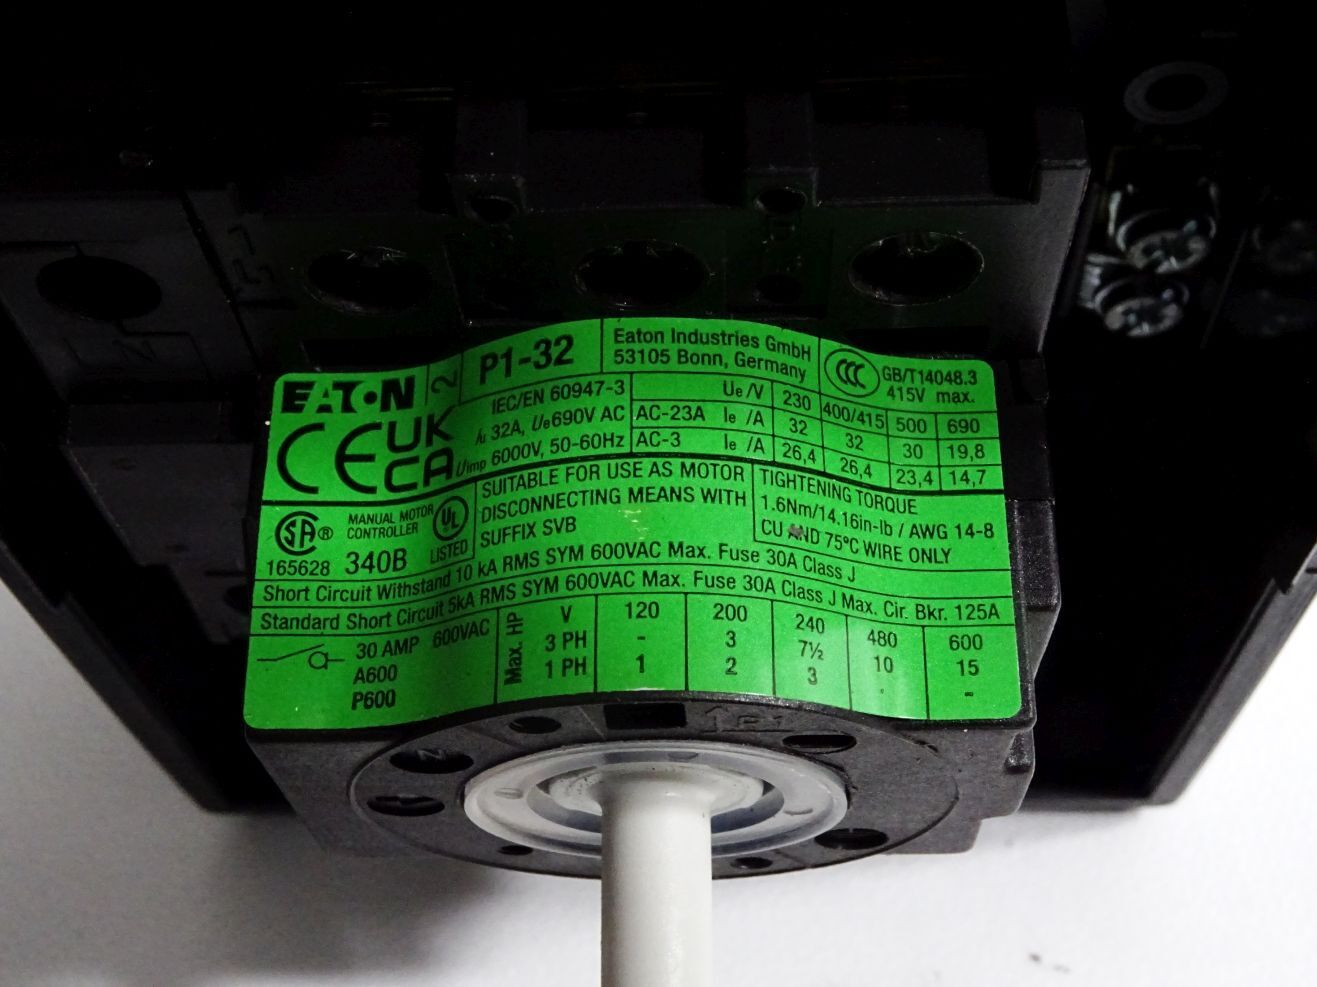 EATON 2 P1-32
Eaton Industries GmbH
53105 Bonn, Germany
CCC GB/T14048.3
415V max.
CE UK CA
IEC/EN 60947-3
Iu 32A, Ue690V AC
Uimp 6000V, 50-60Hz
Ue/V 230 400/415 500 690
AC-23A Ie /A 32 32 30 19,8
AC-3 Ie /A 26,4 26,4 23,4 14,7
SA® MANUAL MOTOR CONTROLLER UL
165628 340B LISTED
SUITABLE FOR USE AS MOTOR
DISCONNECTING MEANS WITH
SUFFIX SVB
TIGHTENING TORQUE
1.6Nm/14,16in-lb / AWG 14-8
CU AND 75°C WIRE ONLY
Short Circuit Withstand 10 kA RMS SYM 600VAC Max. Fuse 30A Class J
Standard Short Circuit 5kA RMS SYM 600VAC Max. Fuse 30A Class J Max. Cir. Bkr. 125A
30 AMP 600VAC
A600
P600
Max. HP
V 120 200 240 480 600
3 PH - 3 7½ 10 15
1 PH 1 2 3 - -